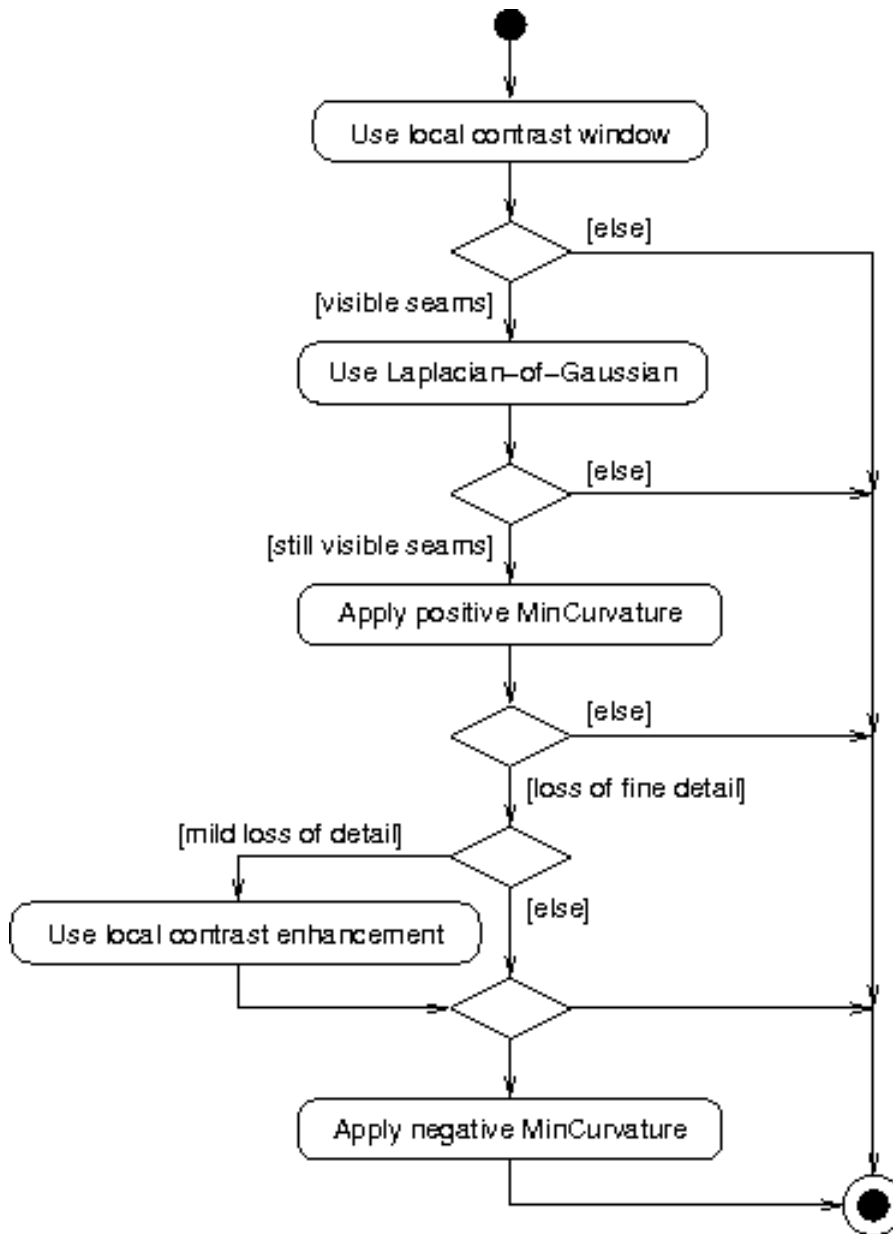 Use local contrast window
[else]
[visible seams]
Use Laplacian-of-Gaussian
[else]
[still visible seams]
Apply positive MinCurvature
[else]
[loss of fine detail]
[mild loss of detail]
[else]
Use local contrast enhancement
Apply negative MinCurvature